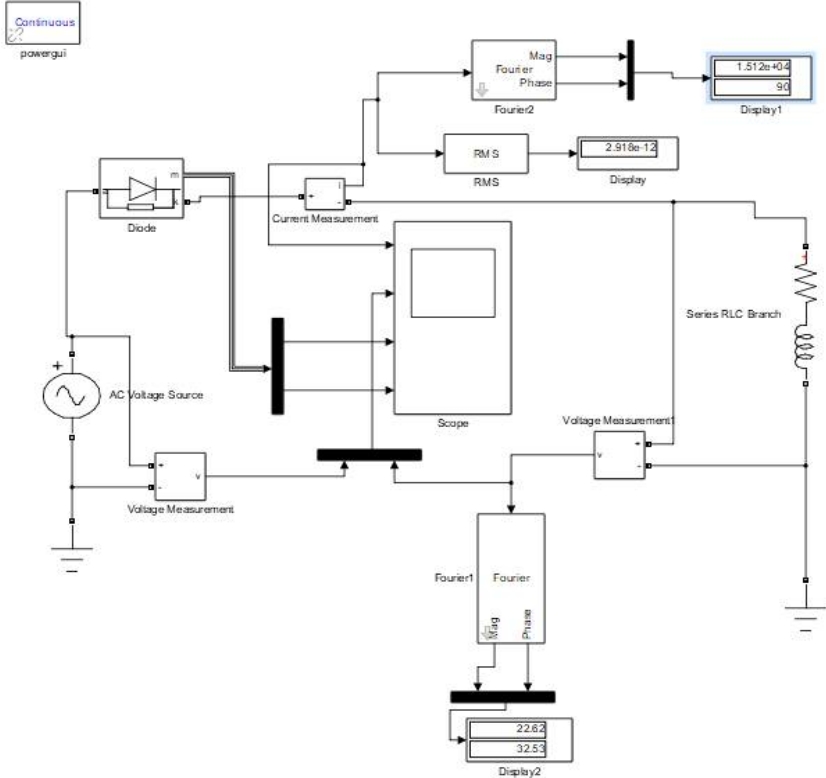 Continuous
powergui
Mag
Fourier
Phase
Fourier2
1.512e+04
90
Display1
RMS
RMS
2.918e-12
Display
m
k
Diode
i
+
-
Current Measurement
Series RLC Branch
+
+
AC Voltage Source
Scope
Voltage Measurement1
+
v
-
+
v
-
Voltage Measurement
Fourier1
Fourier
Mag
Phase
22.62
32.53
Display2